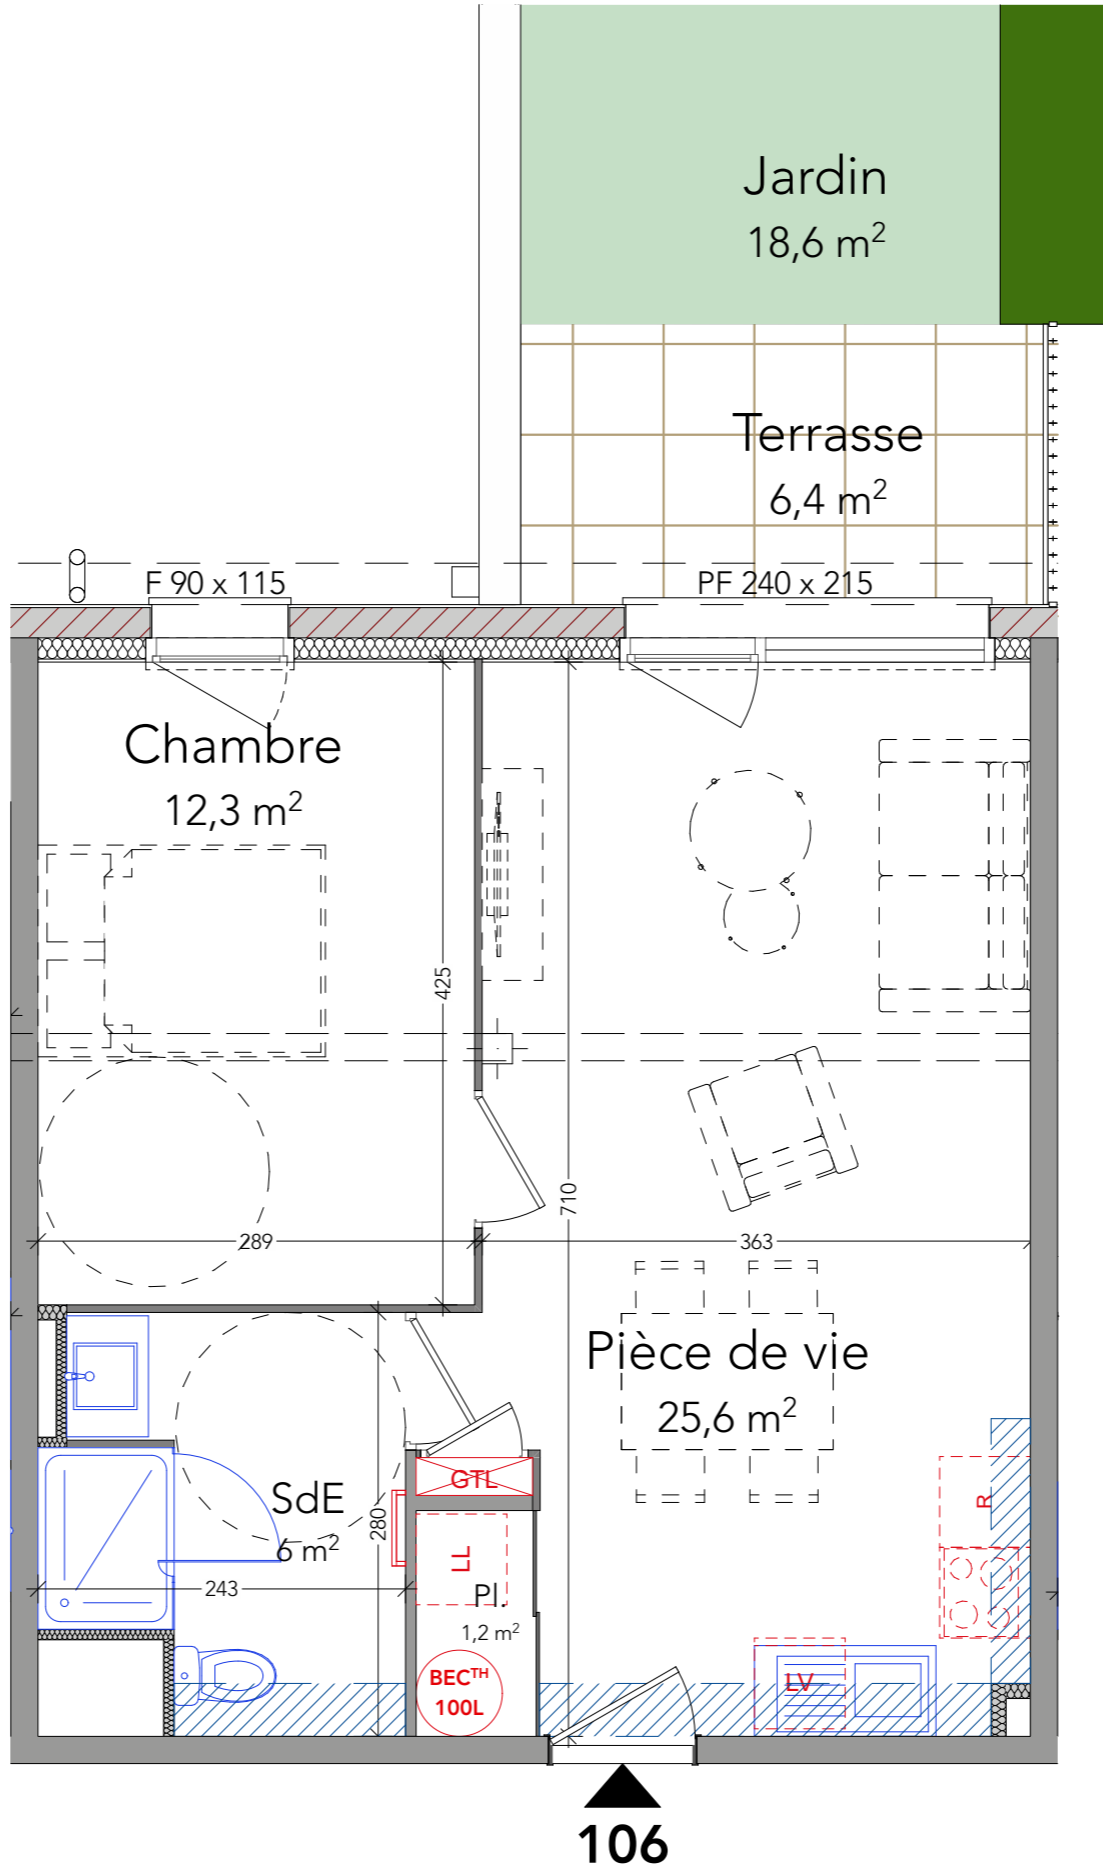 Jardin
18,6 m²
Terrasse
6,4 m²
F 90 x 115
PF 240 x 215
Chambre
12,3 m²
425
710
289
363
Pièce de vie
25,6 m²
GTL
SdE
6 m²
280
243
LL
Pl.
1,2 m²
R
BECTH
100L
LV
106